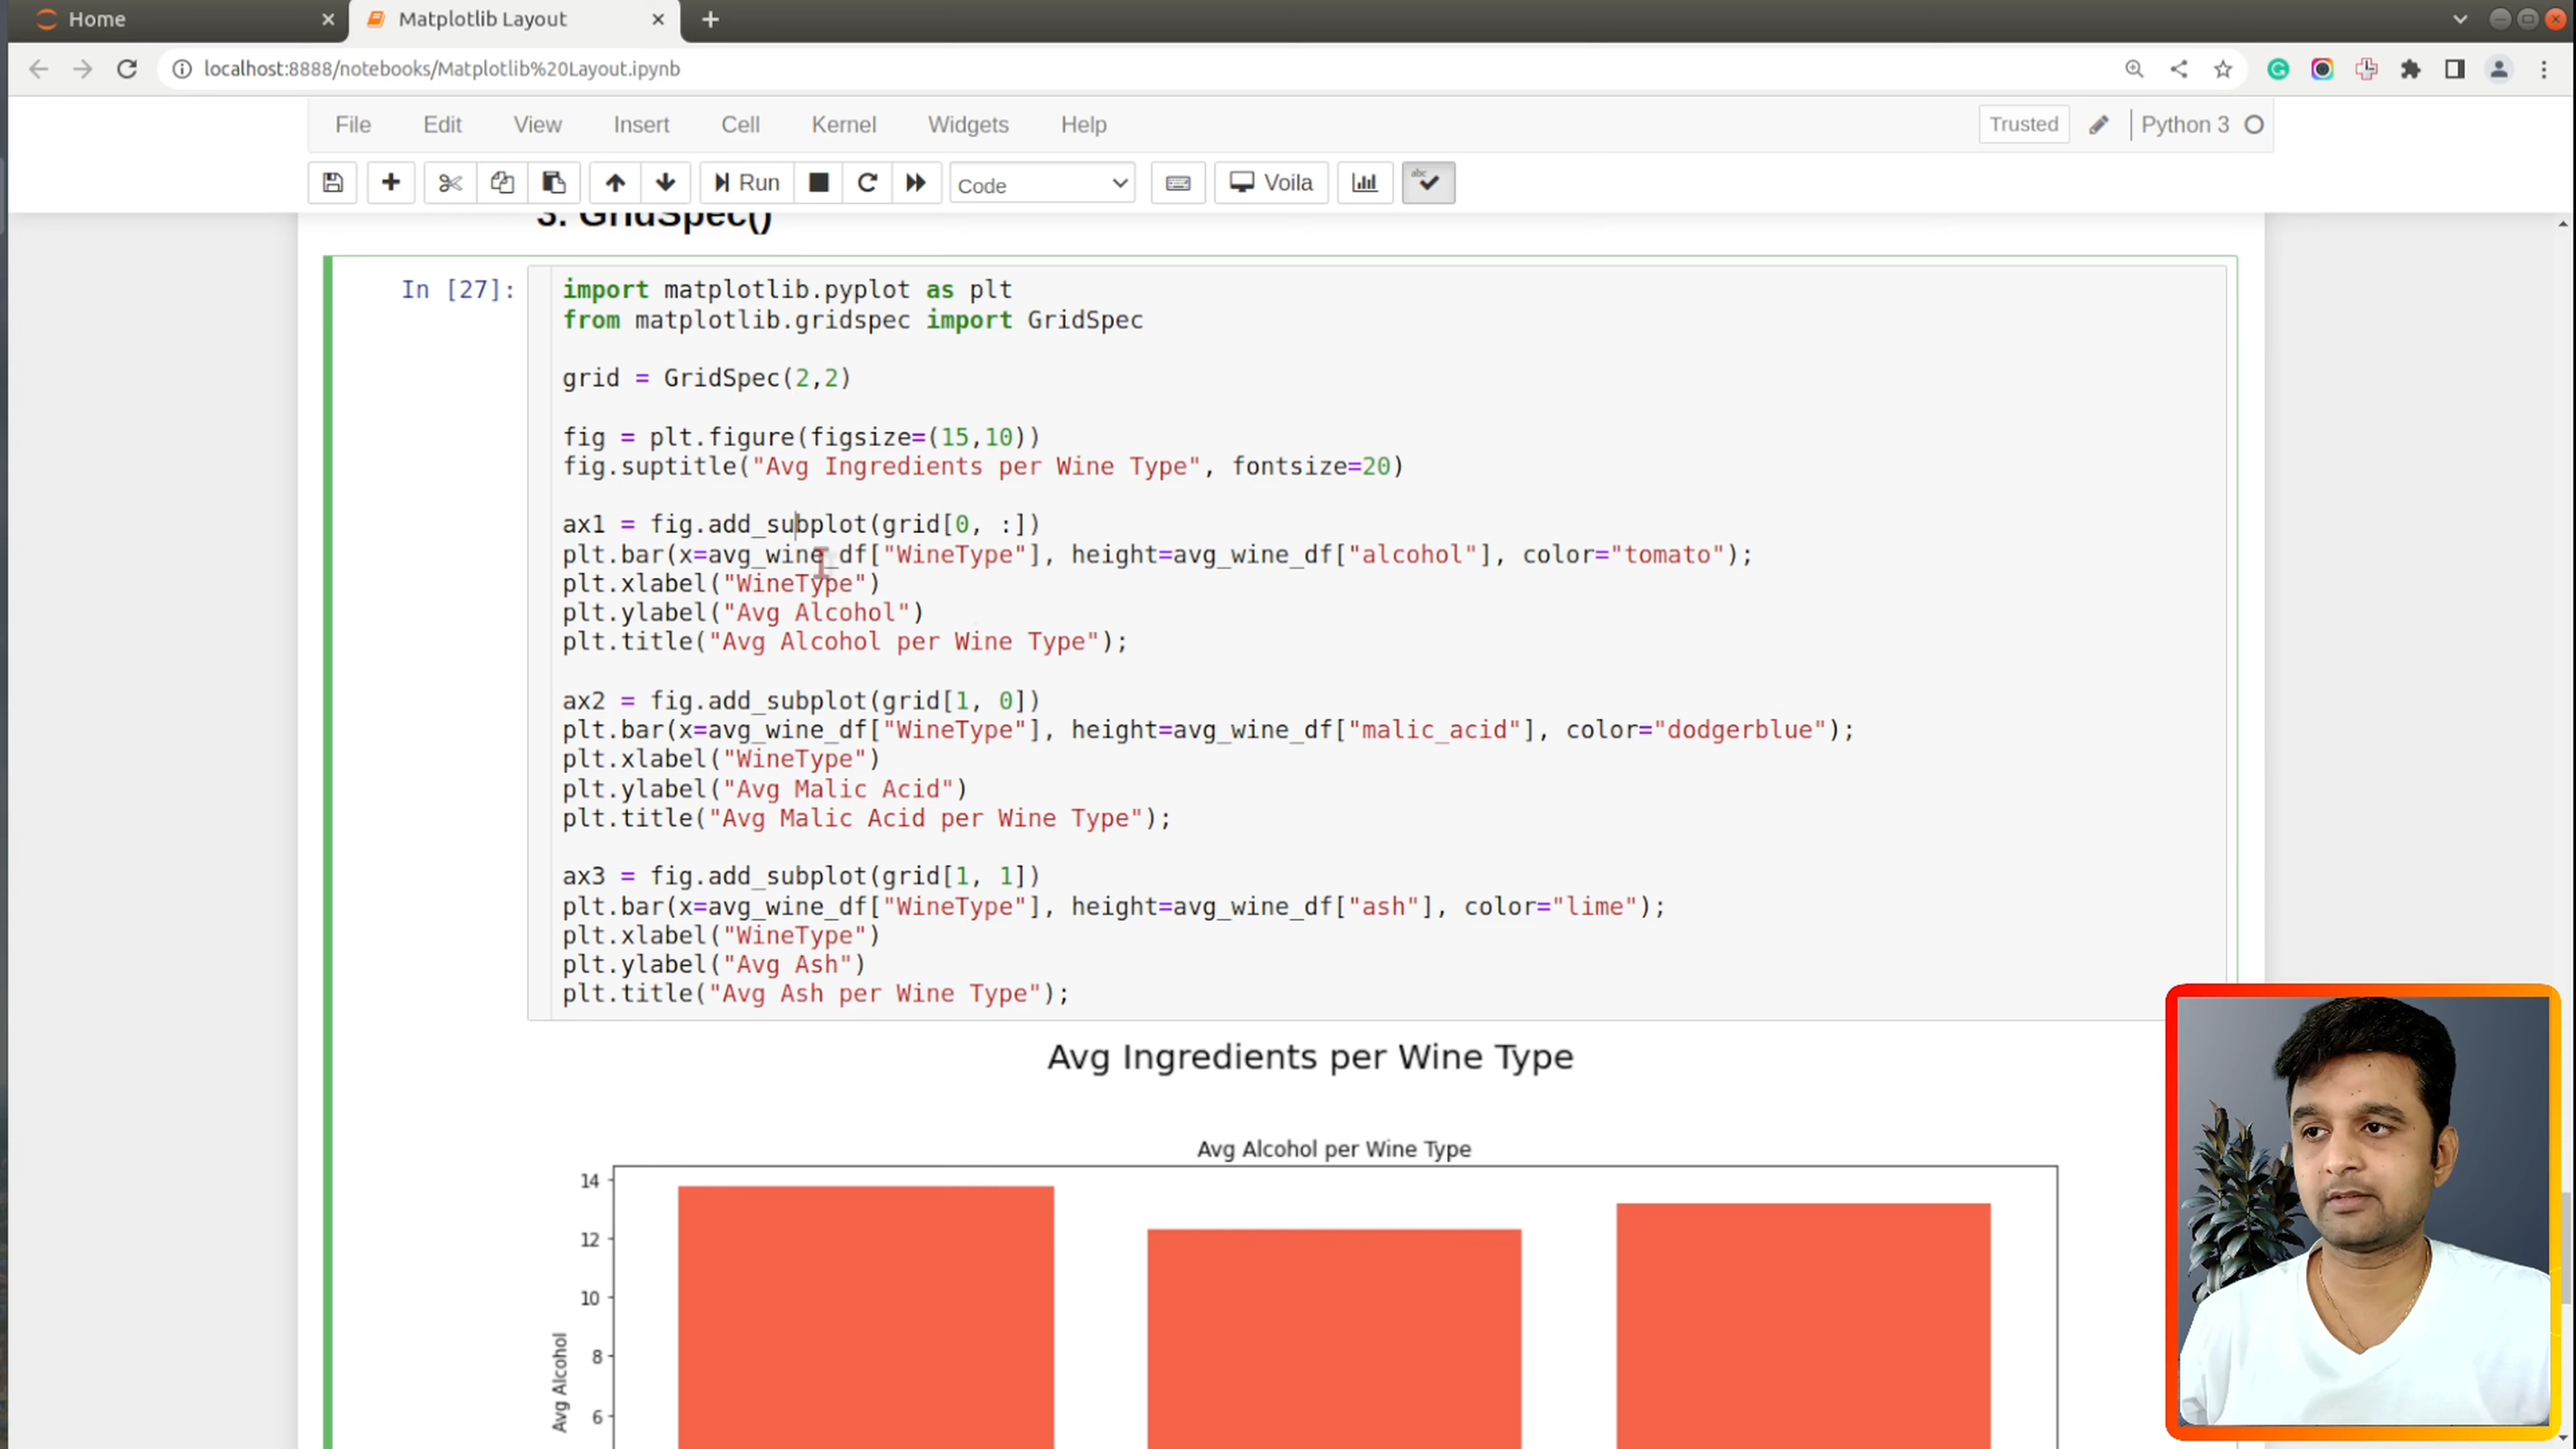 Home
Matplotlib Layout
localhost:8888/notebooks/Matplotlib%20Layout.ipynb
File Edit View Insert Cell Kernel Widgets Help
Trusted
Python 3
Run
Code
Voila
abc
3. GridSpec()
In [27]:
import matplotlib.pyplot as plt
from matplotlib.gridspec import GridSpec
grid = GridSpec(2,2)
fig = plt.figure(figsize=(15,10))
fig.suptitle("Avg Ingredients per Wine Type", fontsize=20)
ax1 = fig.add_subplot(grid[0, :])
plt.bar(x=avg_wine_df["WineType"], height=avg_wine_df["alcohol"], color="tomato");
plt.xlabel("WineType")
plt.ylabel("Avg Alcohol")
plt.title("Avg Alcohol per Wine Type");
ax2 = fig.add_subplot(grid[1, 0])
plt.bar(x=avg_wine_df["WineType"], height=avg_wine_df["malic_acid"], color="dodgerblue");
plt.xlabel("WineType")
plt.ylabel("Avg Malic Acid")
plt.title("Avg Malic Acid per Wine Type");
ax3 = fig.add_subplot(grid[1, 1])
plt.bar(x=avg_wine_df["WineType"], height=avg_wine_df["ash"], color="lime");
plt.xlabel("WineType")
plt.ylabel("Avg Ash")
plt.title("Avg Ash per Wine Type");
Avg Ingredients per Wine Type
Avg Alcohol per Wine Type
14
12
10
8
6
Avg Alcohol